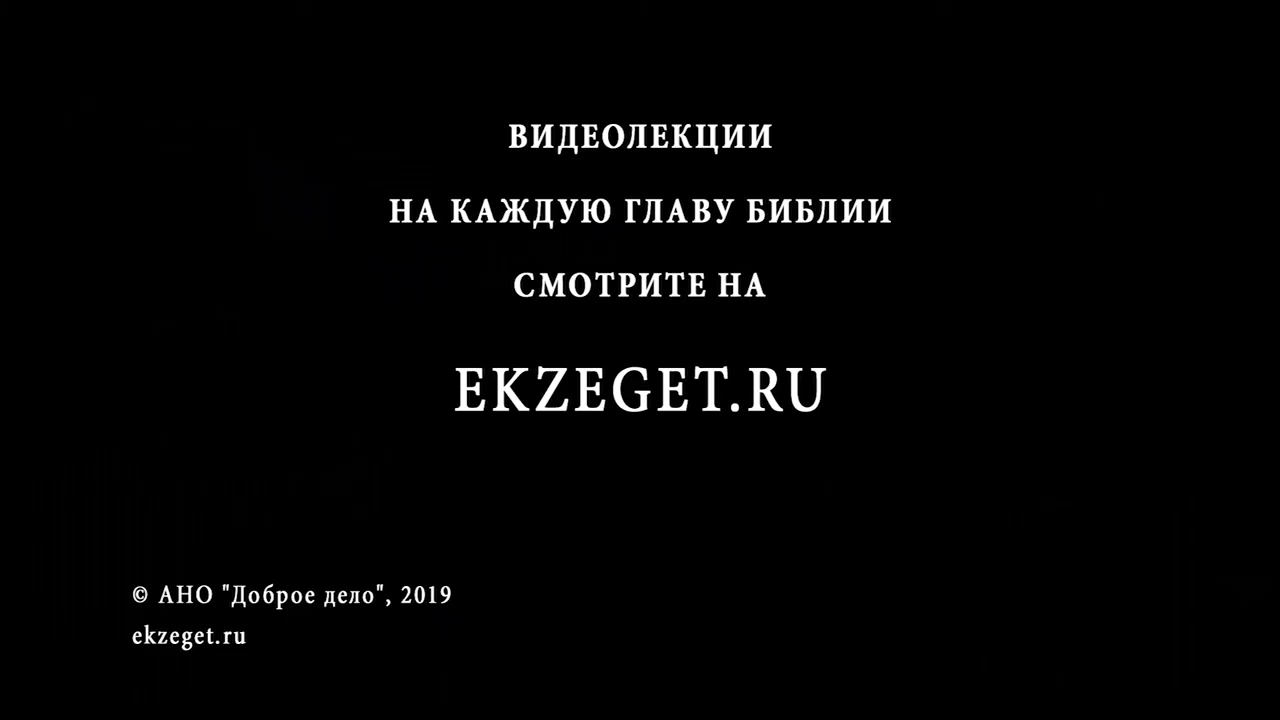 ВИДЕОЛЕКЦИИ
НА КАЖДУЮ ГЛАВУ БИБЛИИ
СМОТРИТЕ НА
EKZEGET.RU
© АНО "Доброе дело", 2019
ekzeget.ru